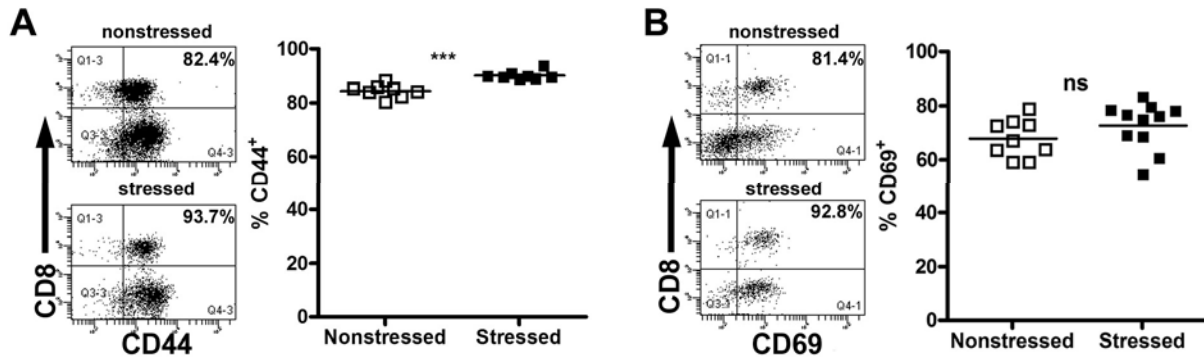 A
nonstressed
Q1-3
82.4%
Q3-3
Q4-3
stressed
Q1-3
93.7%
Q3-3
Q4-3
CD8
CD44
% CD44+
100
80
60
40
20
0
***
Nonstressed
Stressed
B
nonstressed
Q1-1
81.4%
Q4-1
stressed
Q1-1
92.8%
Q4-1
CD8
CD69
% CD69+
100
80
60
40
20
0
ns
Nonstressed
Stressed